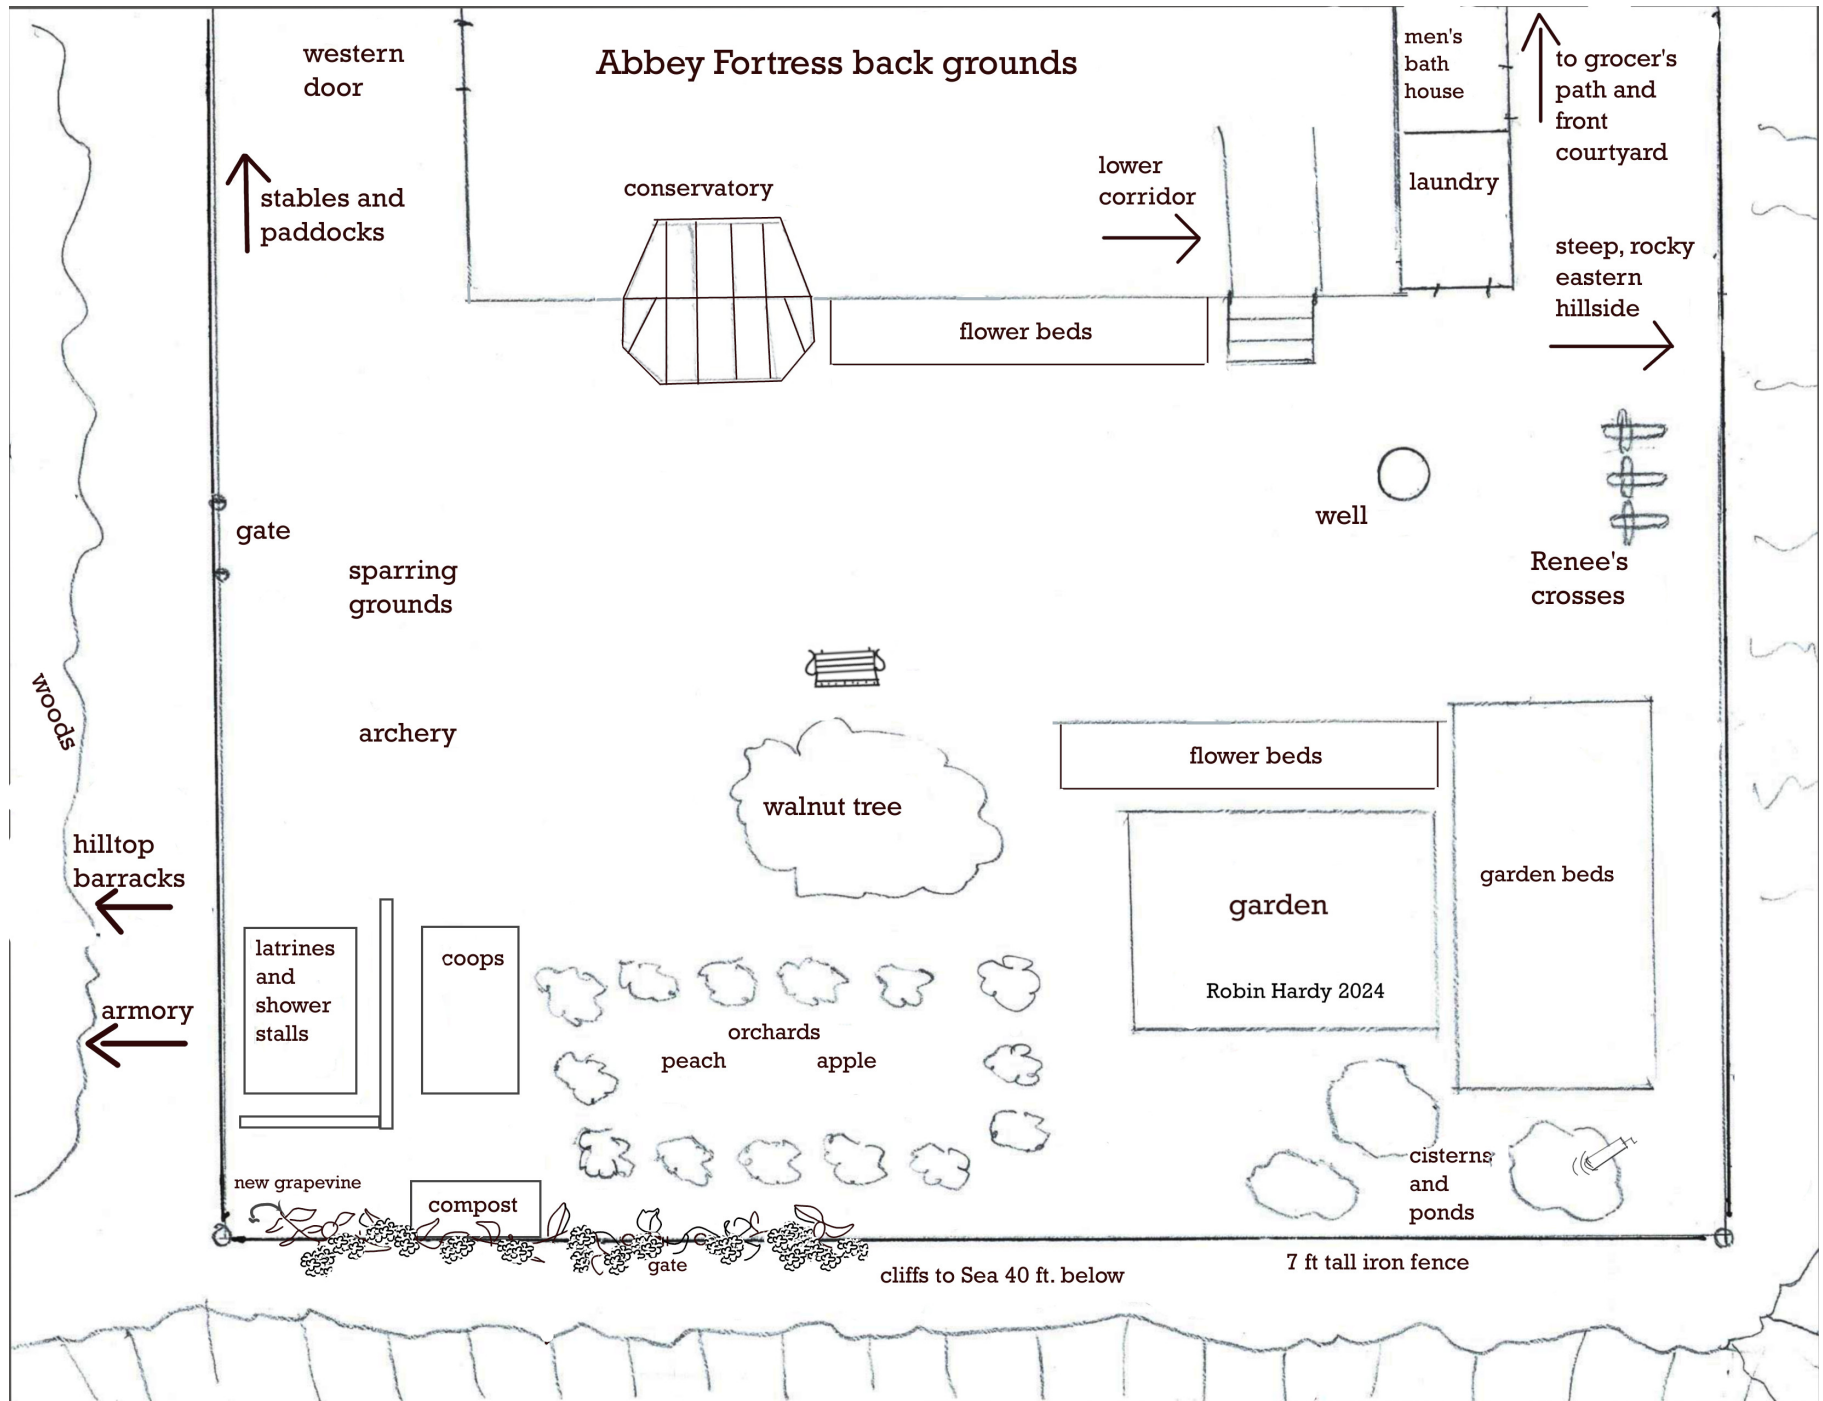 Abbey Fortress back grounds
western
door
men's
bath
house
to grocer's
path and
front
courtyard
stables and
paddocks
conservatory
lower
corridor
laundry
steep, rocky
eastern
hillside
flower beds
gate
well
sparring
grounds
Renee's
crosses
woods
archery
flower beds
walnut tree
hilltop
barracks
garden beds
garden
latrines
and
shower
stalls
coops
Robin Hardy 2024
armory
orchards
peach apple
cisterns
and
ponds
new grapevine
compost
gate
cliffs to Sea 40 ft. below
7 ft tall iron fence